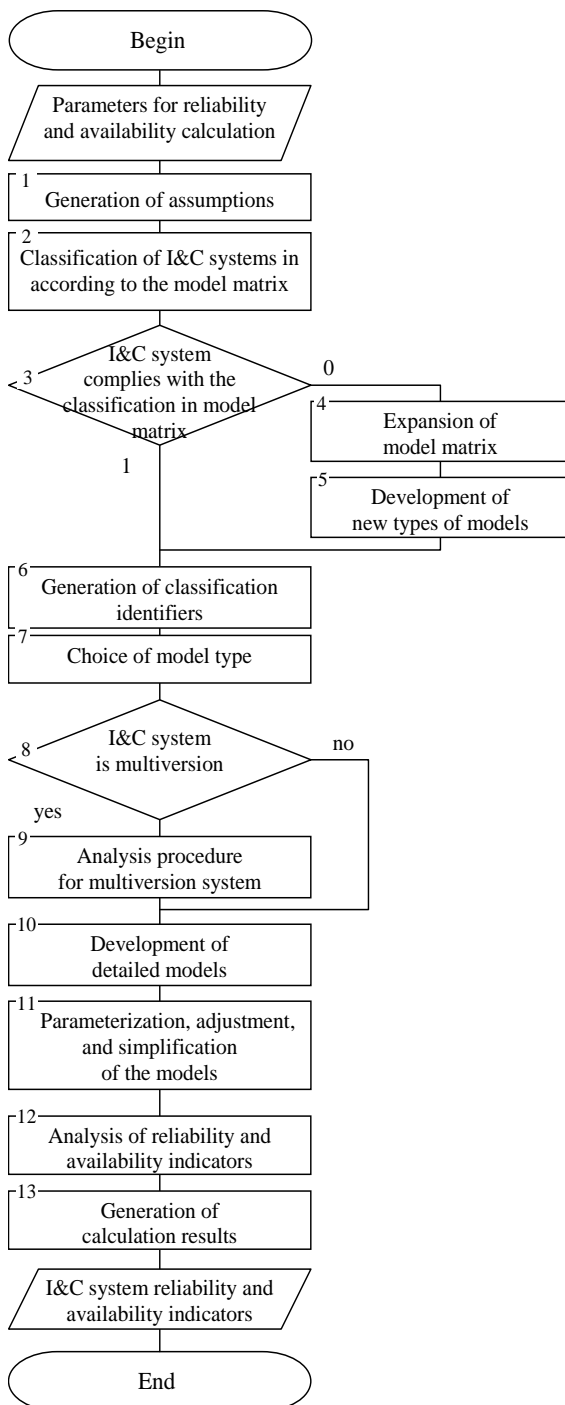 Begin
Parameters for reliability
and availability calculation
1
Generation of assumptions
2
Classification of I&C systems in
according to the model matrix
3
I&C system
complies with the
classification in model
matrix
0
1
4
Expansion of
model matrix
5
Development of
new types of models
6
Generation of classification
identifiers
7
Choice of model type
8
I&C system
is multiversion
no
yes
9
Analysis procedure
for multiversion system
10
Development of
detailed models
11
Parameterization, adjustment,
and simplification
of the models
12
Analysis of reliability and
availability indicators
13
Generation of
calculation results
I&C system reliability and
availability indicators
End